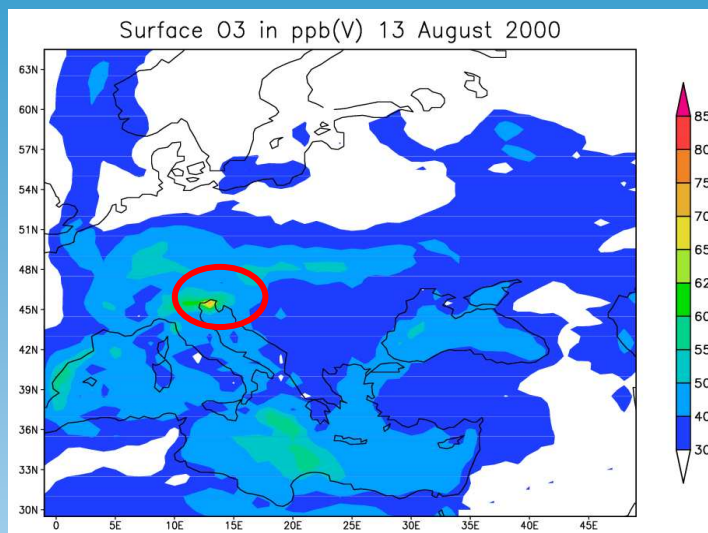 Surface O3 in ppb(V) 13 August 2000
63N
60N
57N
54N
51N
48N
45N
42N
39N
36N
33N
30N
0
5E
10E
15E
20E
25E
30E
35E
40E
45E
85
80
75
70
65
62
60
55
50
40
30